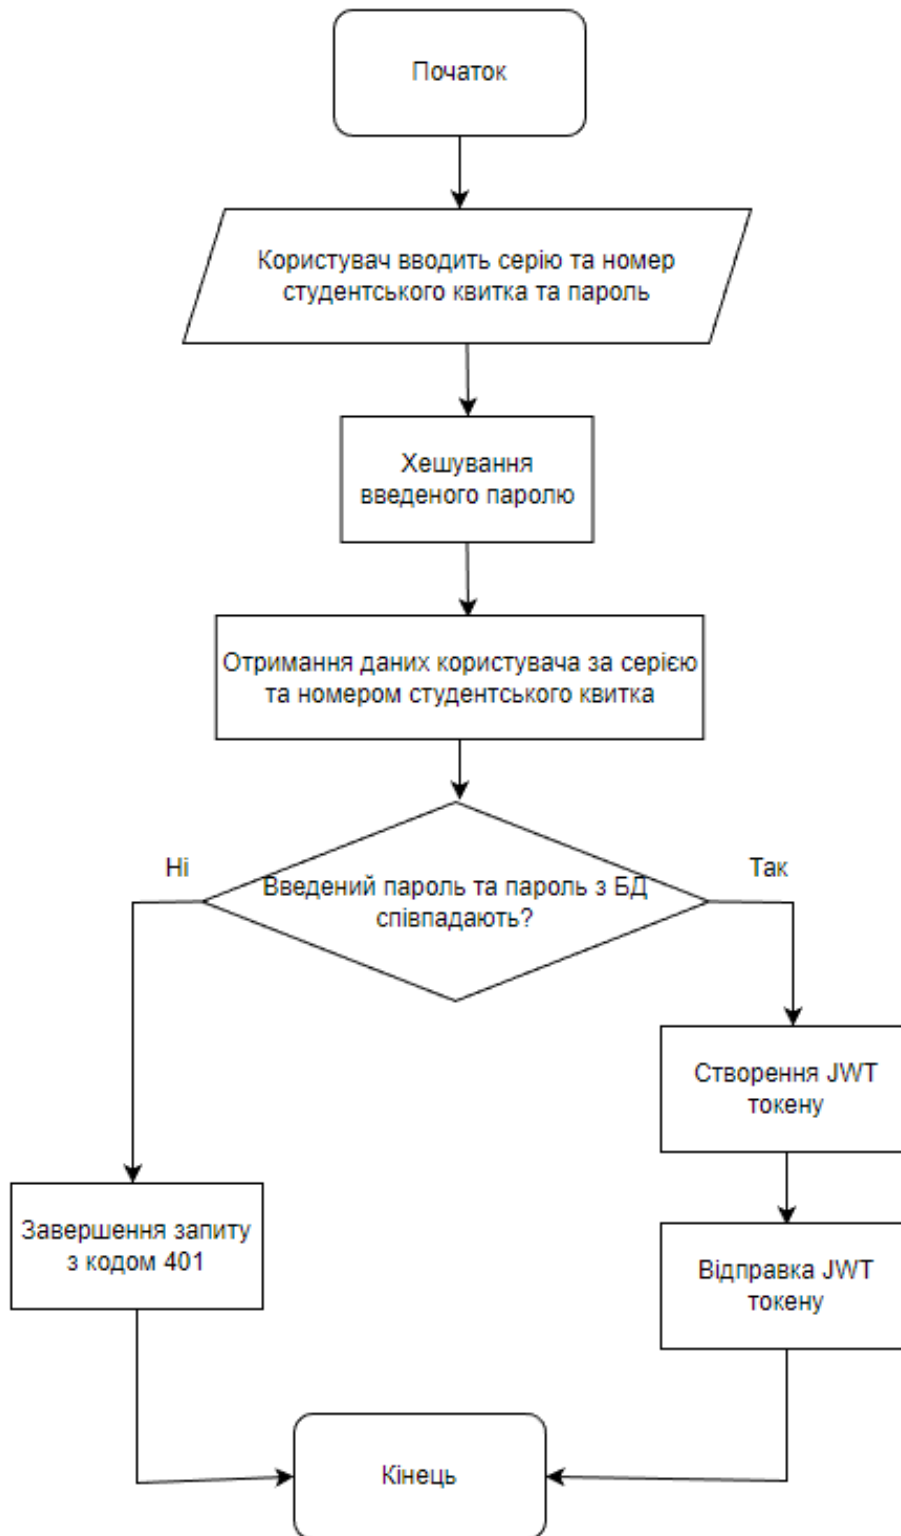 Початок
Користувач вводить серію та номер
студентського квитка та пароль
Хешування
введеного паролю
Отримання даних користувача за серією
та номером студентського квитка
Ні
Так
Введений пароль та пароль з БД
співпадають?
Створення JWT
токену
Завершення запиту
з кодом 401
Відправка JWT
токену
Кінець